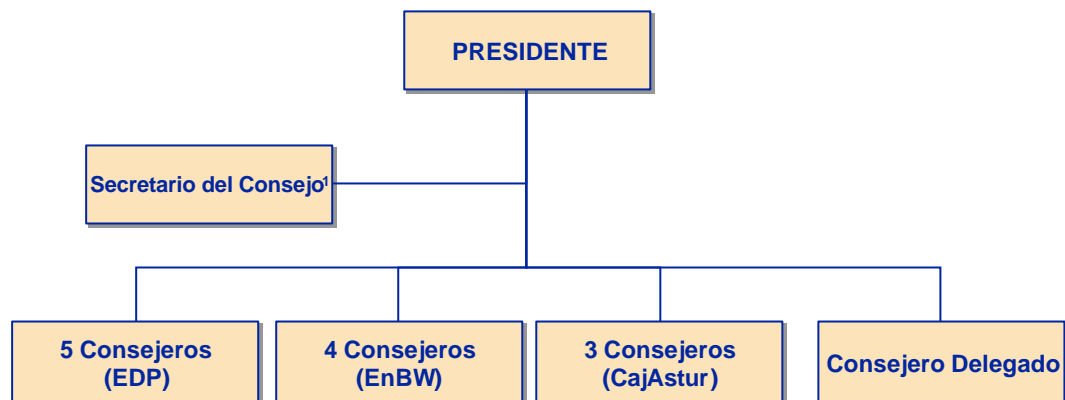 PRESIDENTE
Secretario del Consejo¹
5 Consejeros
(EDP)
4 Consejeros
(EnBW)
3 Consejeros
(CajAstur)
Consejero Delegado